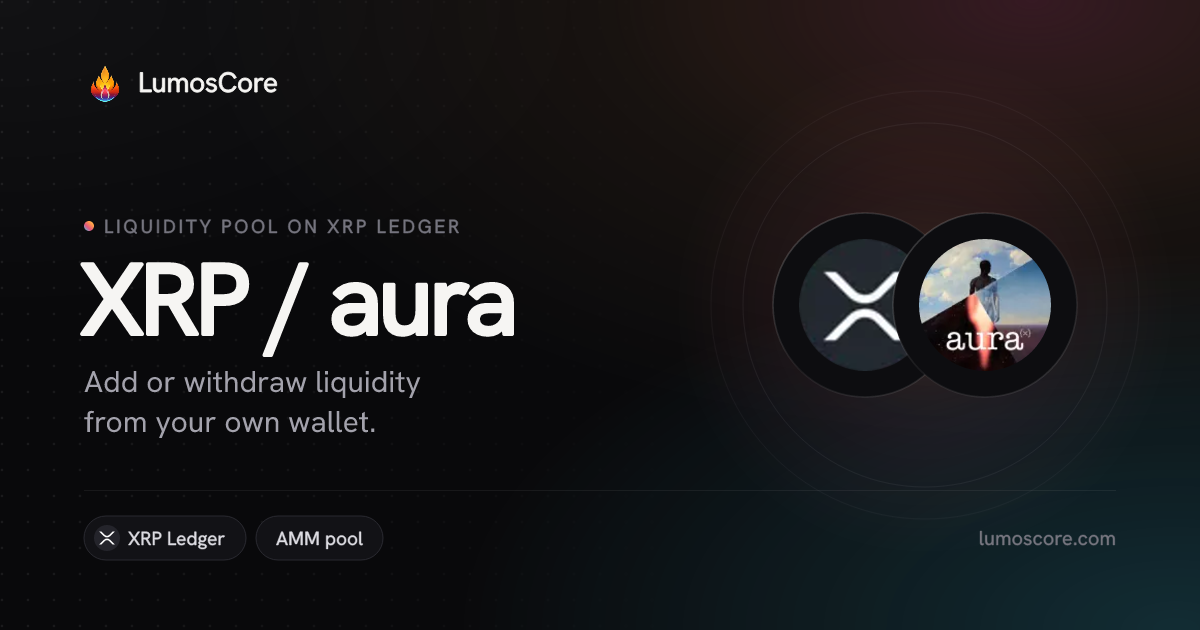 LumosCore
LIQUIDITY POOL ON XRP LEDGER
XRP / aura
Add or withdraw liquidity
from your own wallet.
aura(x)
XRP Ledger
AMM pool
lumoscore.com